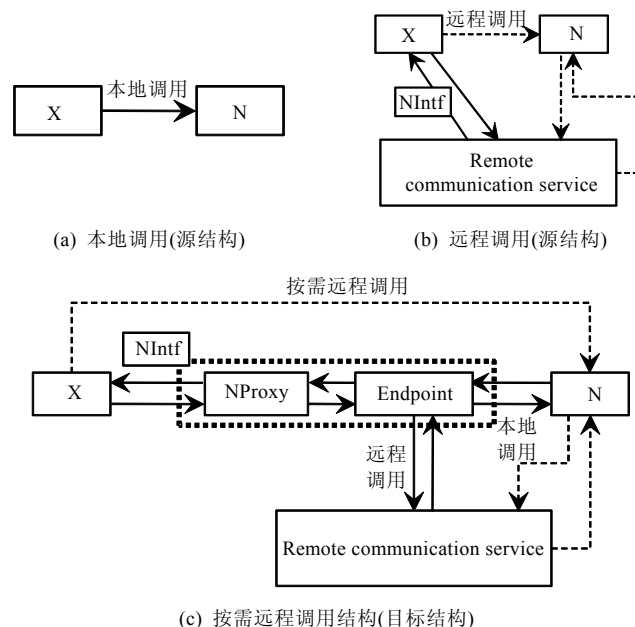 X
本地调用
N
(a) 本地调用(源结构)
X
远程调用
N
NIntf
Remote
communication service
(b) 远程调用(源结构)
按需远程调用
NIntf
X
NProxy
Endpoint
N
远程
调用
本地
调用
Remote communication service
(c) 按需远程调用结构(目标结构)